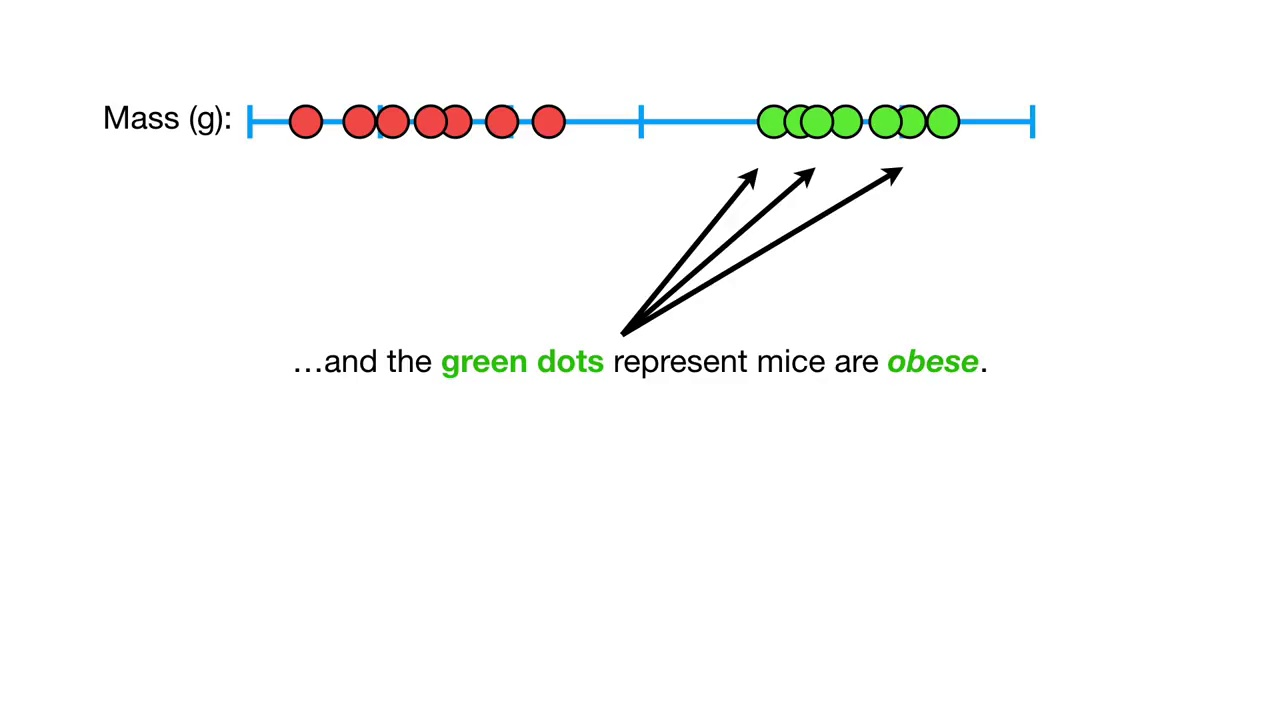 Mass (g):
…and the green dots represent mice are obese.